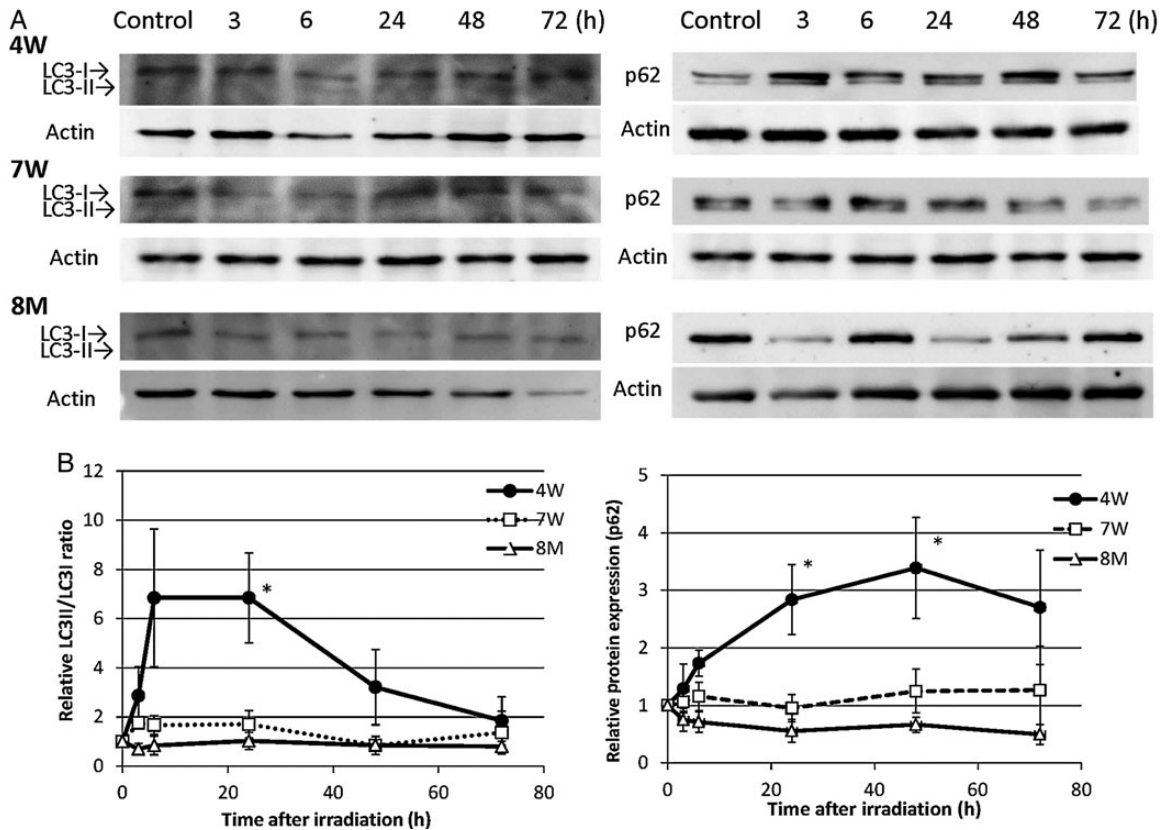 A
Control 3 6 24 48 72 (h)
Control 3 6 24 48 72 (h)
4W
LC3-I→
LC3-II→
Actin
p62
Actin
7W
LC3-I→
LC3-II→
Actin
p62
Actin
8M
LC3-I→
LC3-II→
Actin
p62
Actin
B
Relative LC3II/LC3I ratio
12
10
8
6
4
2
0
0 20 40 60 80
Time after irradiation (h)
4W
7W
8M
*
Relative protein expression (p62)
5
4
3
2
1
0
0 20 40 60 80
Time after irradiation (h)
4W
7W
8M
*
*